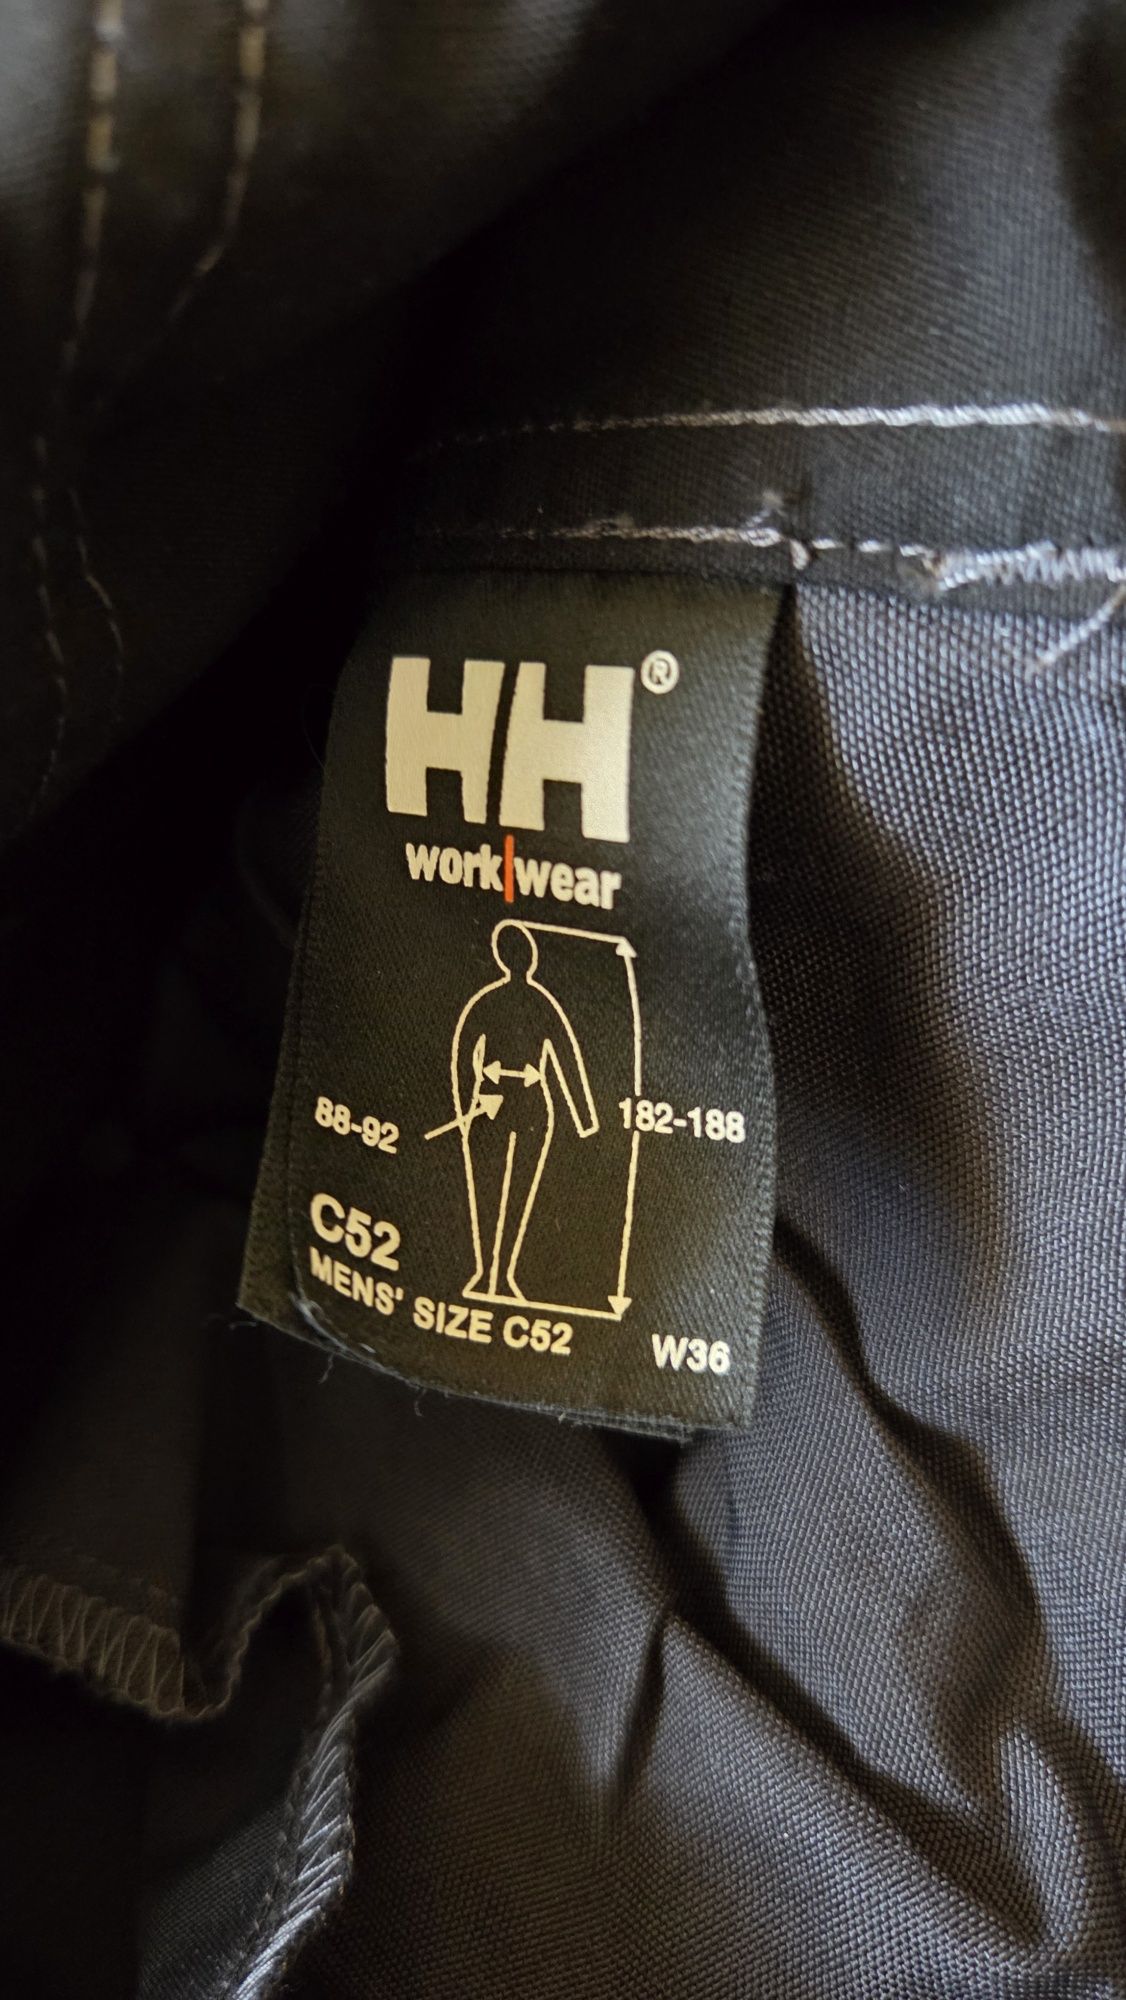 HH®
work|wear
88-92
182-188
C52
MENS' SIZE C52
W36